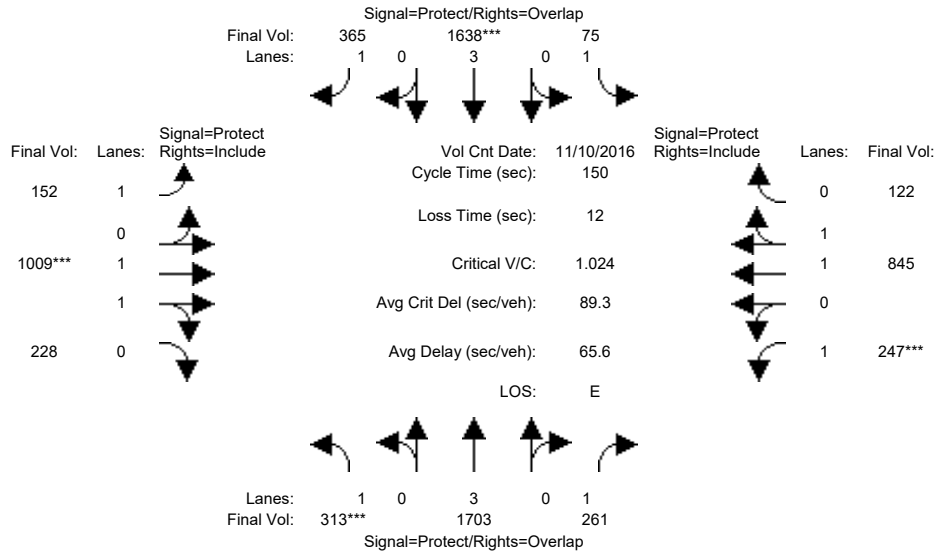 Signal=Protect/Rights=Overlap
Final Vol: 365 1638*** 75
Lanes: 1 0 3 0 1
Signal=Protect Signal=Protect
Final Vol: Lanes: Rights=Include Vol Cnt Date: 11/10/2016 Rights=Include Lanes: Final Vol:
Cycle Time (sec): 150
152 1 0 122
Loss Time (sec): 12
0 1
1009*** 1 Critical V/C: 1.024 1 845
1 Avg Crit Del (sec/veh): 89.3 0
228 0 Avg Delay (sec/veh): 65.6 1 247***
LOS: E
Lanes: 1 0 3 0 1
Final Vol: 313*** 1703 261
Signal=Protect/Rights=Overlap